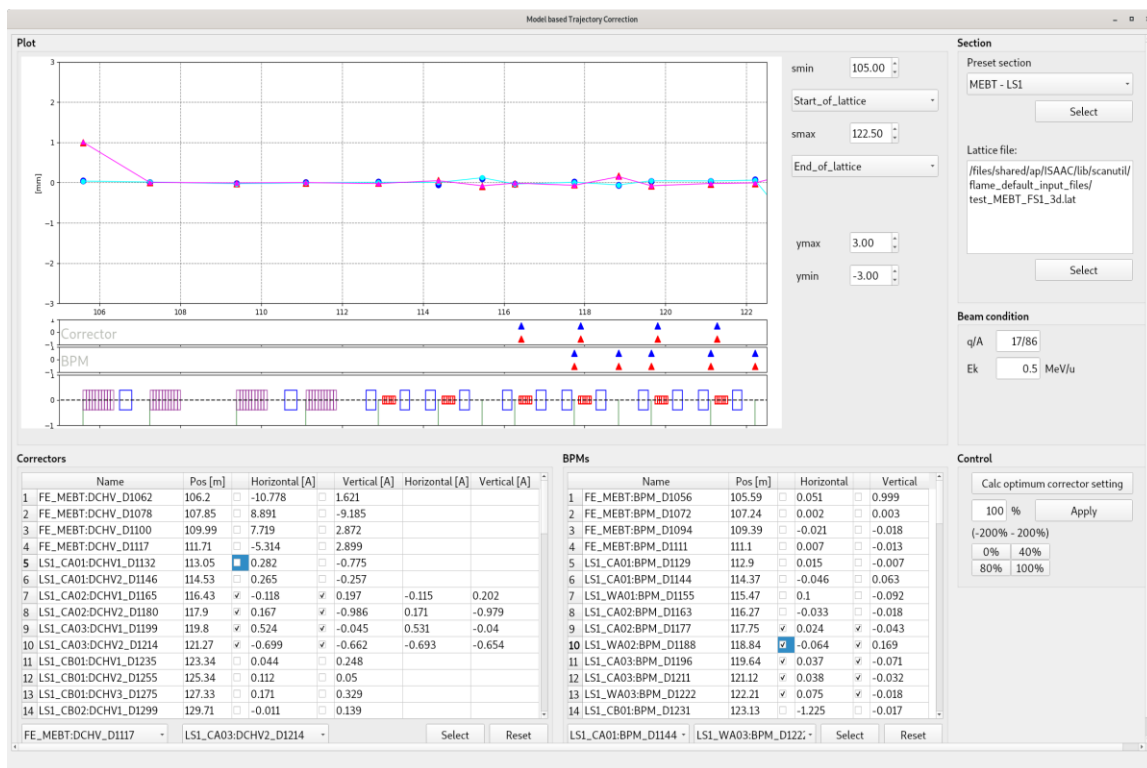 Model based Trajectory Correction
Plot
3
2
1
0
−1
−2
−3
[mm]
106 108 110 112 114 116 118 120 122
1
0
−1
Corrector
1
0
−1
BPM
1
0
−1
smin 105.00
Start_of_lattice
smax 122.50
End_of_lattice
ymax 3.00
ymin -3.00
Section
Preset section
MEBT - LS1
Select
Lattice file:
/files/shared/ap/ISAAC/lib/scanutil/
flame_default_input_files/
test_MEBT_FS1_3d.lat
Select
Beam condition
q/A 17/86
Ek 0.5 MeV/u
Correctors
Name Pos [m] Horizontal [A] Vertical [A] Horizontal [A] Vertical [A]
1 FE_MEBT:DCHV_D1062 106.2 -10.778 1.621
2 FE_MEBT:DCHV_D1078 107.85 8.891 -9.185
3 FE_MEBT:DCHV_D1100 109.99 7.719 2.872
4 FE_MEBT:DCHV_D1117 111.71 -5.314 2.899
5 LS1_CA01:DCHV1_D1132 113.05 0.282 -0.775
6 LS1_CA01:DCHV2_D1146 114.53 0.265 -0.257
7 LS1_CA02:DCHV1_D1165 116.43 -0.118 0.197 -0.115 0.202
8 LS1_CA02:DCHV2_D1180 117.9 0.167 -0.986 0.171 -0.979
9 LS1_CA03:DCHV1_D1199 119.8 0.524 -0.045 0.531 -0.04
10 LS1_CA03:DCHV2_D1214 121.27 -0.699 -0.662 -0.693 -0.654
11 LS1_CB01:DCHV1_D1235 123.34 0.044 0.248
12 LS1_CB01:DCHV2_D1255 125.34 0.112 0.05
13 LS1_CB01:DCHV3_D1275 127.33 0.171 0.329
14 LS1_CB02:DCHV1_D1299 129.71 -0.011 0.139
FE_MEBT:DCHV_D1117 LS1_CA03:DCHV2_D1214 Select Reset
BPMs
Name Pos [m] Horizontal Vertical
1 FE_MEBT:BPM_D1056 105.59 0.051 0.999
2 FE_MEBT:BPM_D1072 107.24 0.002 0.003
3 FE_MEBT:BPM_D1094 109.39 -0.021 -0.018
4 FE_MEBT:BPM_D1111 111.1 0.007 -0.013
5 LS1_CA01:BPM_D1129 112.9 0.015 -0.007
6 LS1_CA01:BPM_D1144 114.37 -0.046 0.063
7 LS1_WA01:BPM_D1155 115.47 0.1 -0.092
8 LS1_CA02:BPM_D1163 116.27 -0.033 -0.018
9 LS1_CA02:BPM_D1177 117.75 0.024 -0.043
10 LS1_WA02:BPM_D1188 118.84 -0.064 0.169
11 LS1_CA03:BPM_D1196 119.64 0.037 -0.071
12 LS1_CA03:BPM_D1211 121.12 0.038 -0.032
13 LS1_WA03:BPM_D1222 122.21 0.075 -0.018
14 LS1_CB01:BPM_D1231 123.13 -1.225 -0.017
LS1_CA01:BPM_D1144 LS1_WA03:BPM_D122 Select Reset
Control
Calc optimum corrector setting
100 % Apply
(-200% - 200%)
0% 40%
80% 100%